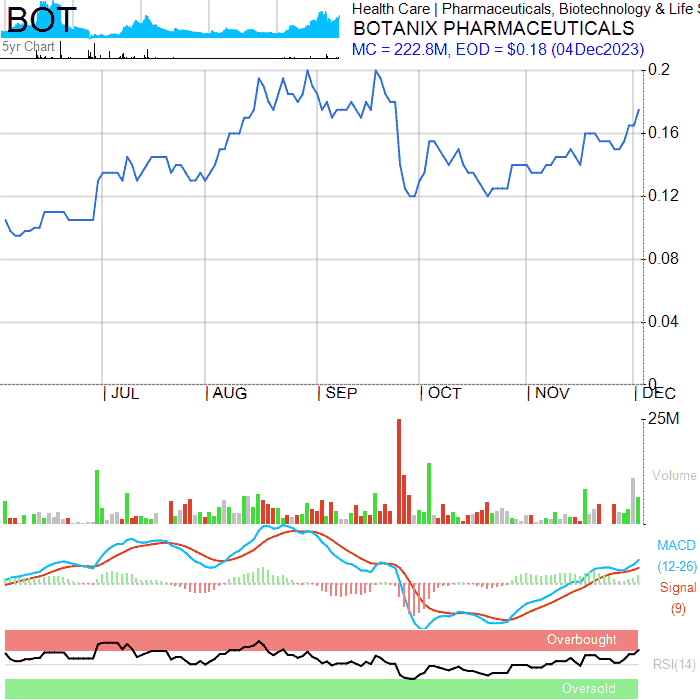 BOT
5yr Chart
Health Care | Pharmaceuticals, Biotechnology & Life S
BOTANIX PHARMACEUTICALS
MC = 222.8M, EOD = $0.18 (04Dec2023)
0.2
0.16
0.12
0.08
0.04
0
| JUL | AUG | SEP | OCT | NOV | DEC
25M
Volume
MACD
(12-26)
Signal
(9)
Overbought
RSI(14)
Oversold